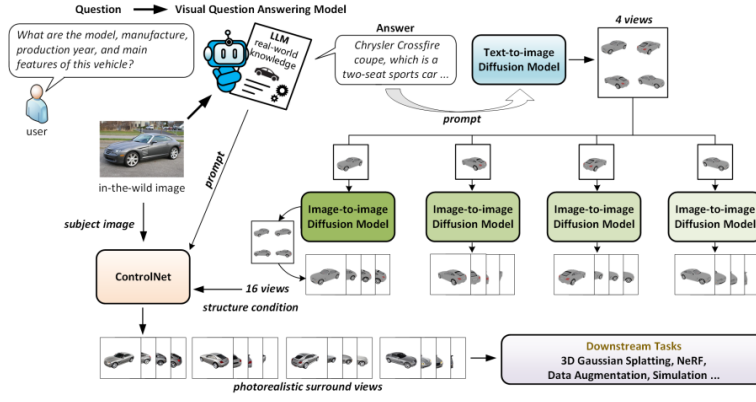 Question
Visual Question Answering Model
What are the model, manufacture,
production year, and main
features of this vehicle?
user
LLM
real-world
knowledge
Answer
Chrysler Crossfire
coupe, which is a
two-seat sports car ...
prompt
Text-to-image
Diffusion Model
4 views
in-the-wild image
prompt
subject image
Image-to-image
Diffusion Model
Image-to-image
Diffusion Model
Image-to-image
Diffusion Model
Image-to-image
Diffusion Model
ControlNet
16 views
structure condition
photorealistic surround views
Downstream Tasks
3D Gaussian Splatting, NeRF,
Data Augmentation, Simulation ...